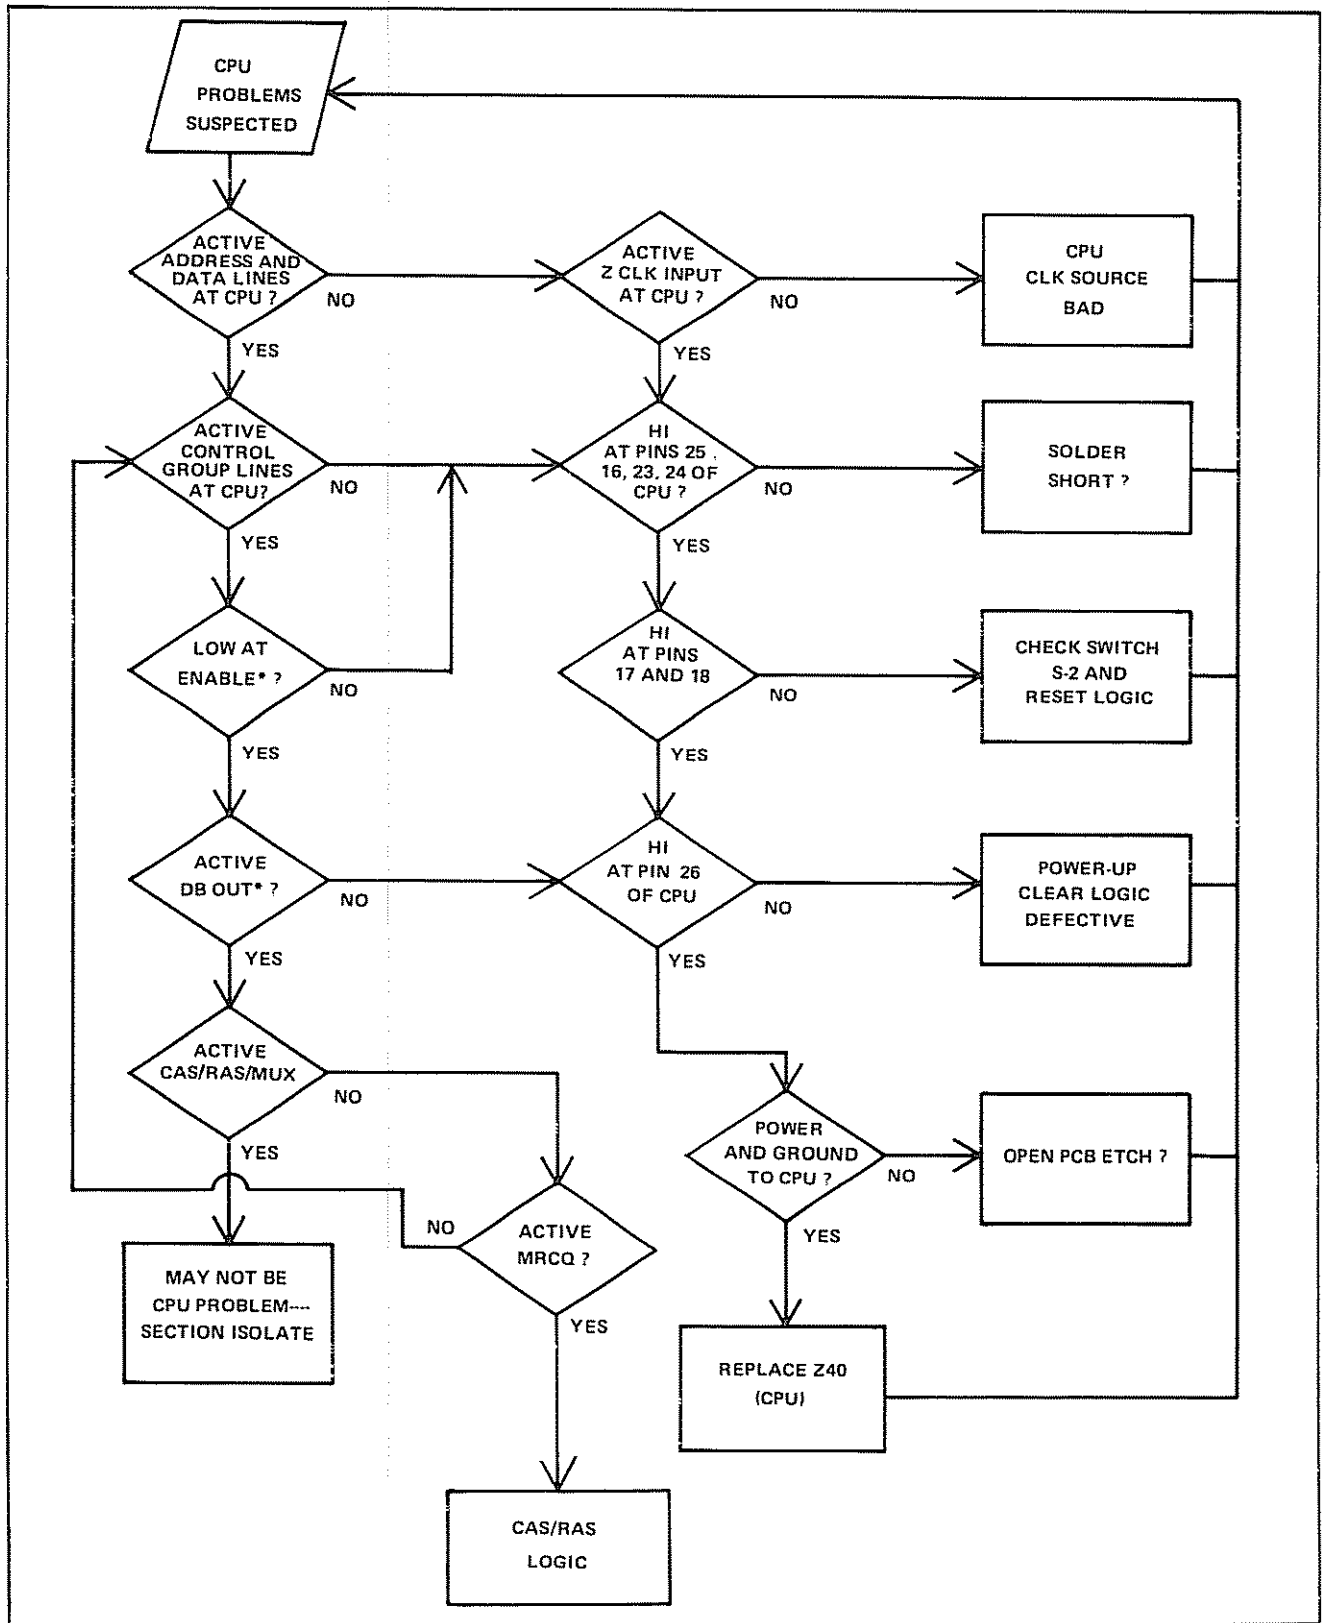 CPU
PROBLEMS
SUSPECTED
ACTIVE
ADDRESS AND
DATA LINES
AT CPU ?
NO
YES
ACTIVE
Z CLK INPUT
AT CPU ?
NO
YES
CPU
CLK SOURCE
BAD
ACTIVE
CONTROL
GROUP LINES
AT CPU?
NO
YES
HI
AT PINS 25 ,
16, 23, 24 OF
CPU ?
NO
YES
SOLDER
SHORT ?
LOW AT
ENABLE* ?
NO
YES
HI
AT PINS
17 AND 18
NO
YES
CHECK SWITCH
S-2 AND
RESET LOGIC
ACTIVE
DB OUT* ?
NO
YES
HI
AT PIN 26
OF CPU
NO
YES
POWER-UP
CLEAR LOGIC
DEFECTIVE
ACTIVE
CAS/RAS/MUX
NO
YES
POWER
AND GROUND
TO CPU ?
NO
YES
OPEN PCB ETCH ?
NO
ACTIVE
MRCQ ?
YES
MAY NOT BE
CPU PROBLEM----
SECTION ISOLATE
REPLACE Z40
(CPU)
CAS/RAS
LOGIC